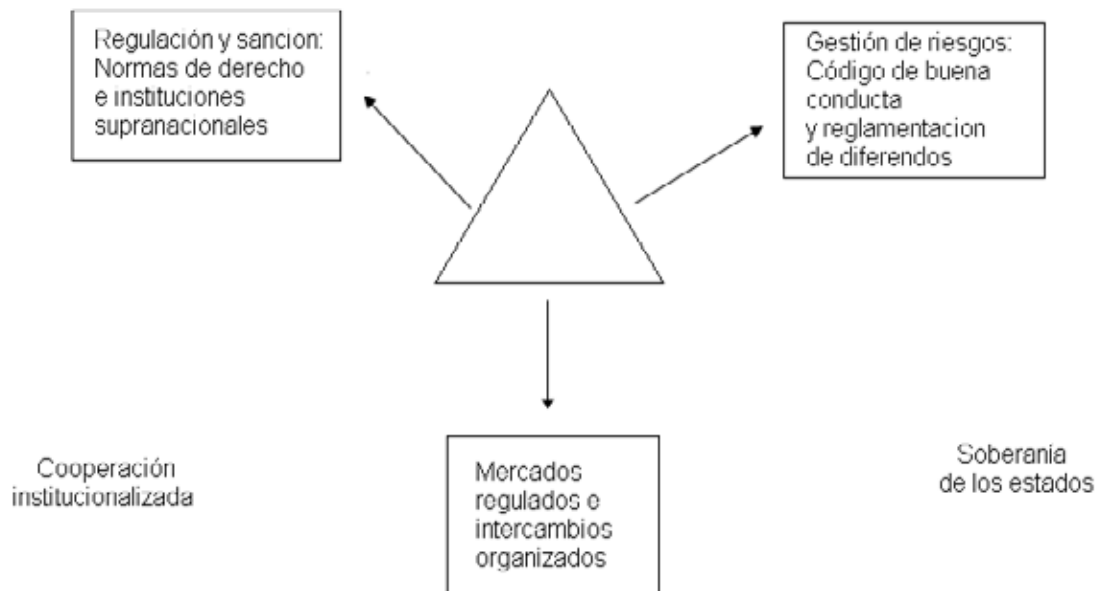 Regulación y sancion:
Normas de derecho
e instituciones
supranacionales
Gestión de riesgos:
Código de buena
conducta
y reglamentacion
de diferendos
Cooperación
institucionalizada
Mercados
regulados e
intercambios
organizados
Soberania
de los estados